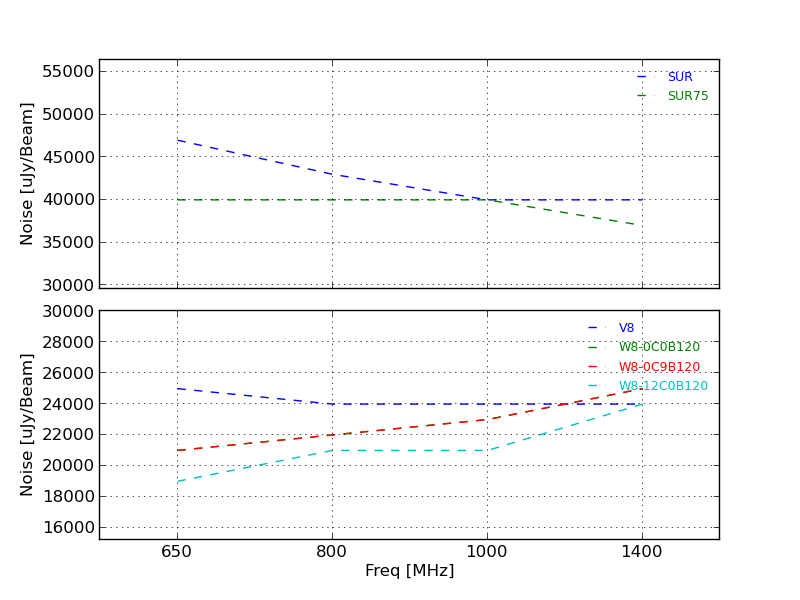 55000
50000
45000
40000
35000
30000
Noise [uJy/Beam]
SUR
SUR75
30000
28000
26000
24000
22000
20000
18000
16000
Noise [uJy/Beam]
V8
W8-0C0B120
W8-0C9B120
W8-12C0B120
650 800 1000 1400
Freq [MHz]